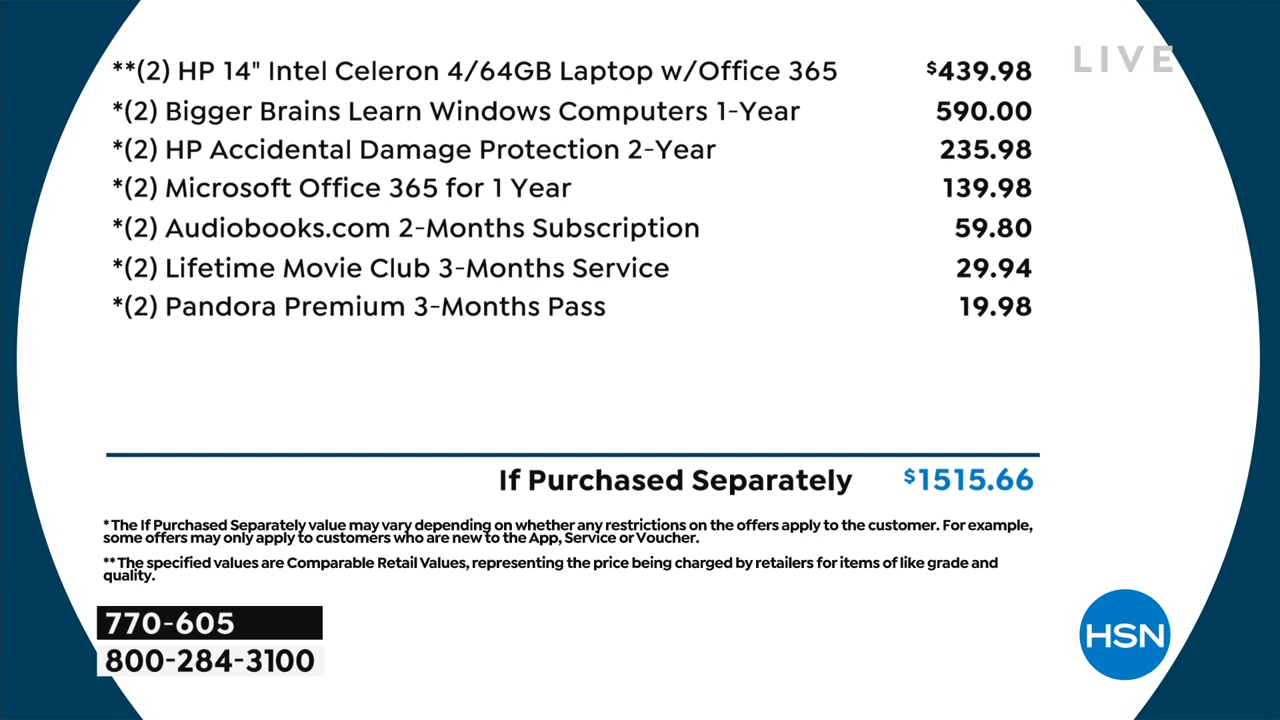 LIVE
**(2) HP 14" Intel Celeron 4/64GB Laptop w/Office 365 $439.98
*(2) Bigger Brains Learn Windows Computers 1-Year 590.00
*(2) HP Accidental Damage Protection 2-Year 235.98
*(2) Microsoft Office 365 for 1 Year 139.98
*(2) Audiobooks.com 2-Months Subscription 59.80
*(2) Lifetime Movie Club 3-Months Service 29.94
*(2) Pandora Premium 3-Months Pass 19.98
If Purchased Separately $1515.66
* The If Purchased Separately value may vary depending on whether any restrictions on the offers apply to the customer. For example,
some offers may only apply to customers who are new to the App, Service or Voucher.
** The specified values are Comparable Retail Values, representing the price being charged by retailers for items of like grade and
quality.
770-605
800-284-3100
HSN